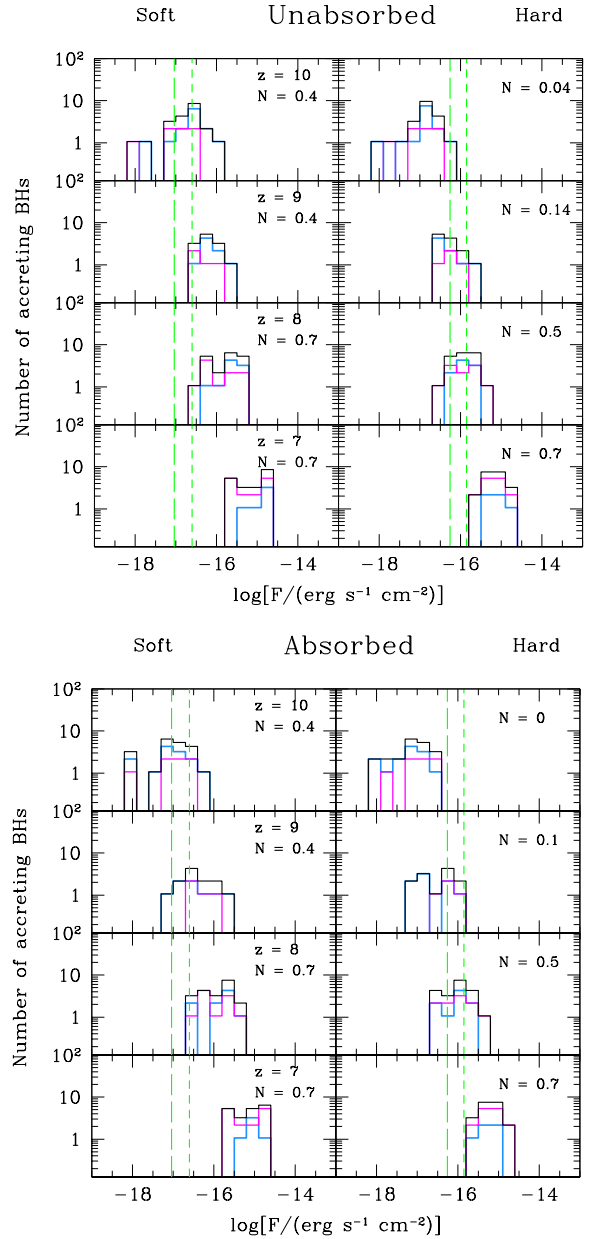 Soft Unabsorbed Hard
z = 10
N = 0.4
N = 0.04
z = 9
N = 0.4
N = 0.14
z = 8
N = 0.7
N = 0.5
z = 7
N = 0.7
N = 0.7
10²
10
1
10²
10
1
10²
10
1
10²
10
1
Number of accreting BHs
−18 −16 −14 −18 −16 −14
log[F/(erg s⁻¹ cm⁻²)]
Soft Absorbed Hard
z = 10
N = 0.4
N = 0
z = 9
N = 0.4
N = 0.1
z = 8
N = 0.7
N = 0.5
z = 7
N = 0.7
N = 0.7
10²
10
1
10²
10
1
10²
10
1
10²
10
1
Number of accreting BHs
−18 −16 −14 −18 −16 −14
log[F/(erg s⁻¹ cm⁻²)]